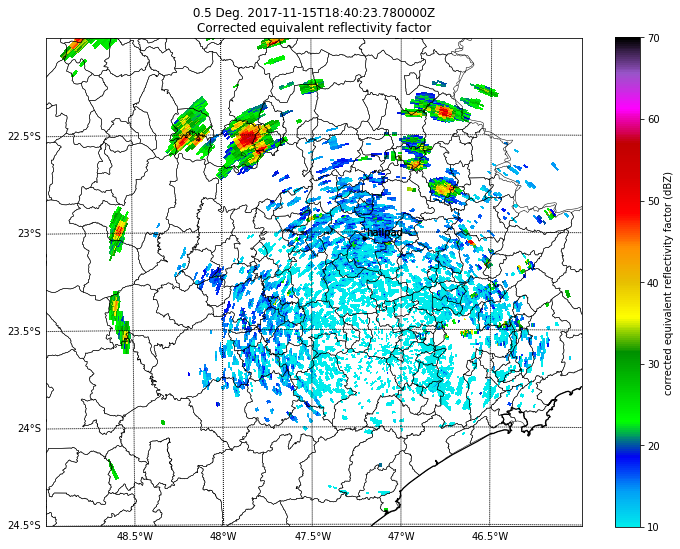 0.5 Deg. 2017-11-15T18:40:23.780000Z
Corrected equivalent reflectivity factor
70
60
50
40
30
20
10
corrected equivalent reflectivity factor (dBZ)
22.5°S
23°S
23.5°S
24°S
24.5°S
hailpad
48.5°W
48°W
47.5°W
47°W
46.5°W